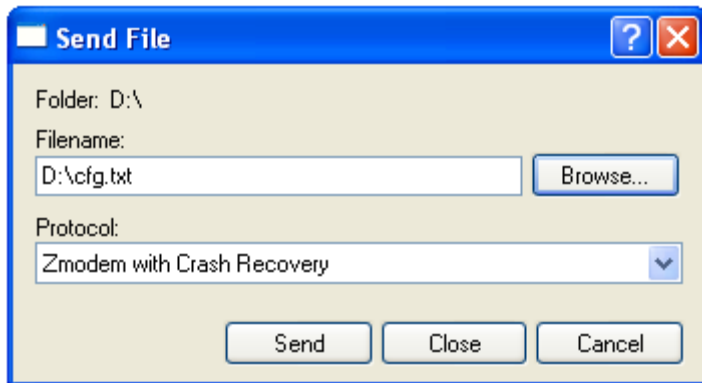 Send File
Folder: D:\
Filename:
D:\cfg.txt
Browse...
Protocol:
Zmodem with Crash Recovery
Send Close Cancel